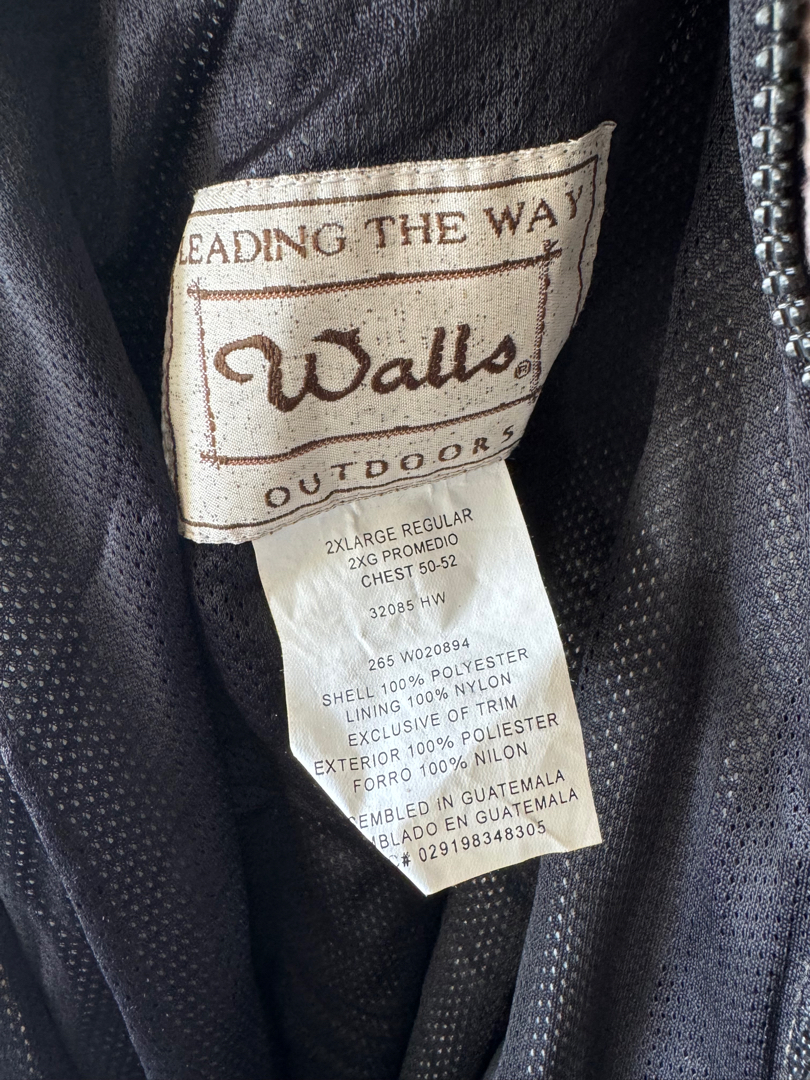 LEADING THE WAY
Walls®
OUTDOORS
2XLARGE REGULAR
2XG PROMEDIO
CHEST 50-52
32085 HW
265 W020894
SHELL 100% POLYESTER
LINING 100% NYLON
EXCLUSIVE OF TRIM
EXTERIOR 100% POLIESTER
FORRO 100% NILON
EMBLED IN GUATEMALA
BLADO EN GUATEMALA
# 029198348305